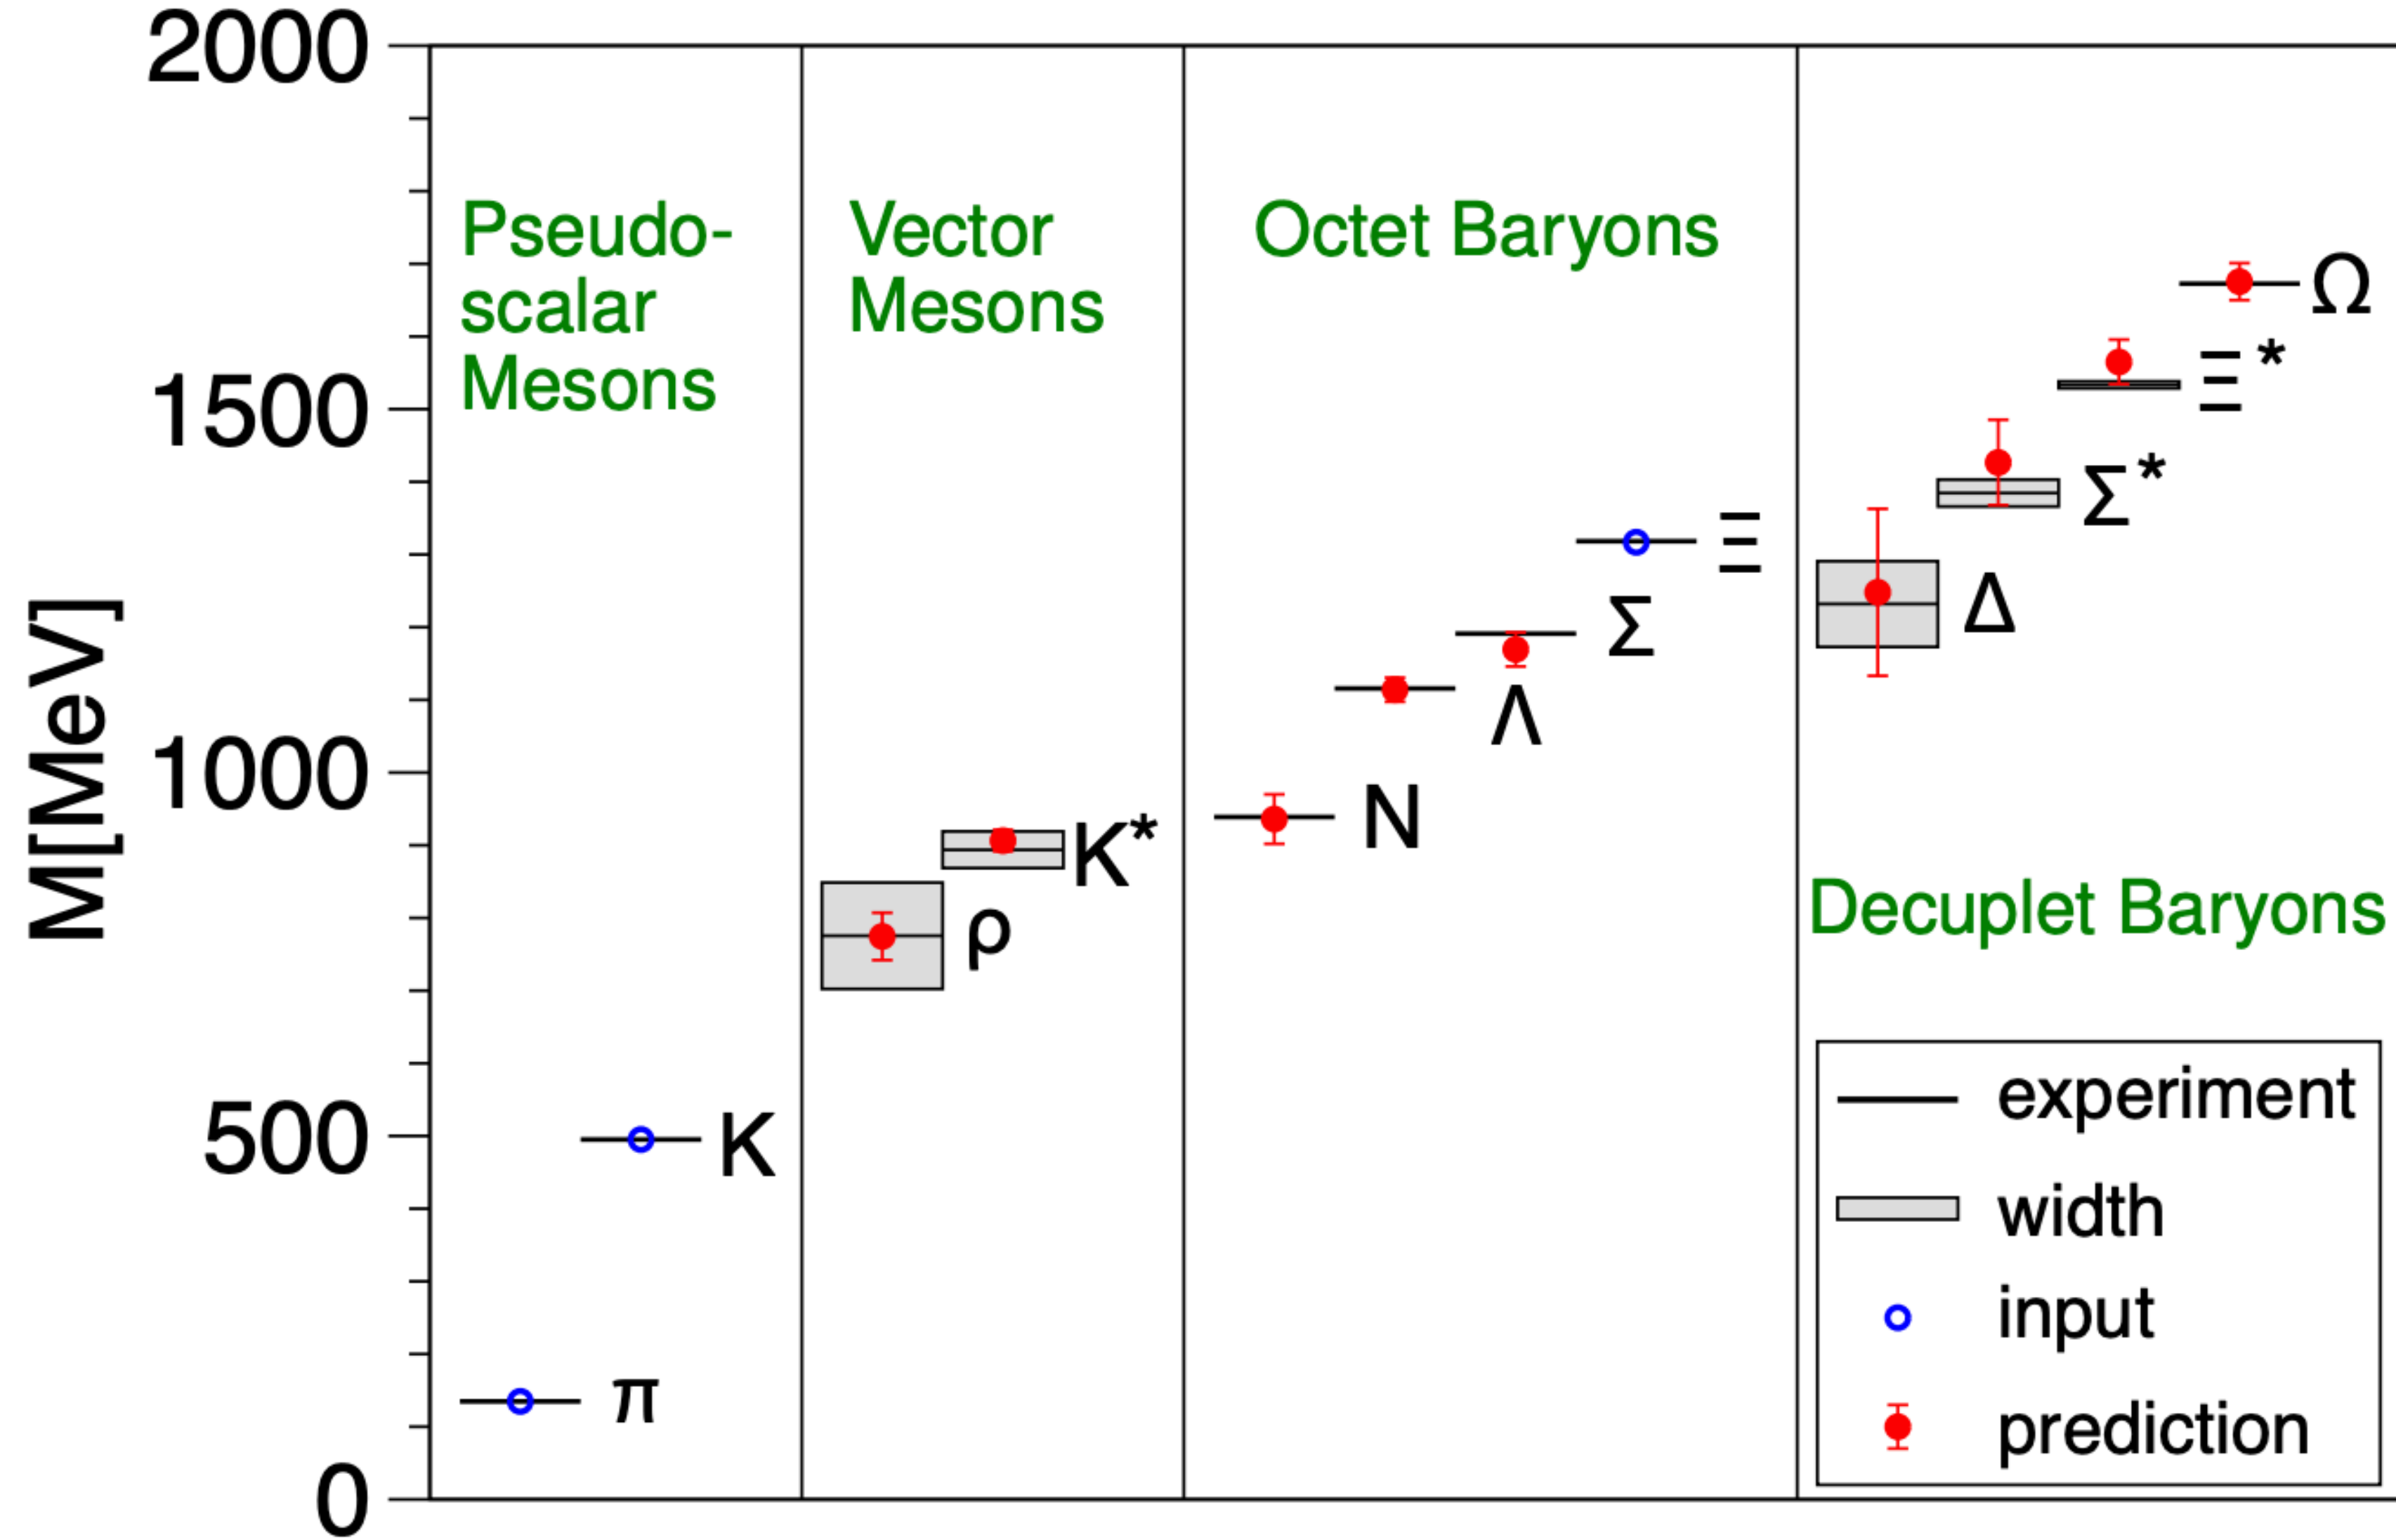 2000
1500
1000
500
0
M[MeV]
Pseudo-
scalar
Mesons
π
K
Vector
Mesons
ρ
K*
Octet Baryons
N
Λ
Σ
Ξ
Δ
Σ*
Ξ*
Ω
Decuplet Baryons
experiment
width
input
prediction